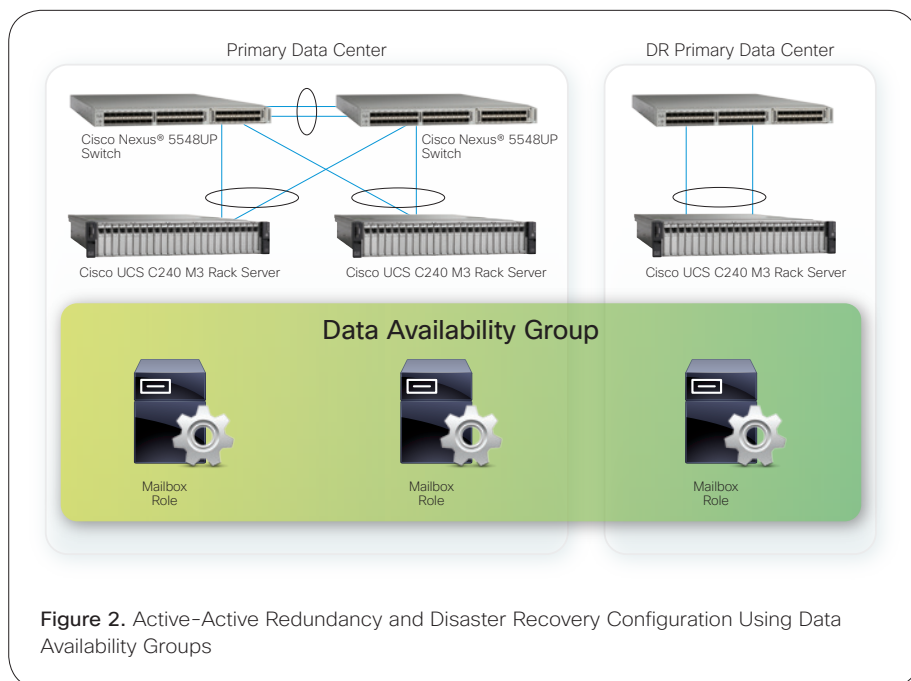 Primary Data Center
DR Primary Data Center
Cisco Nexus® 5548UP
Switch
Cisco Nexus® 5548UP
Switch
Cisco UCS C240 M3 Rack Server
Cisco UCS C240 M3 Rack Server
Cisco UCS C240 M3 Rack Server
Data Availability Group
Mailbox
Role
Mailbox
Role
Mailbox
Role
Figure 2. Active-Active Redundancy and Disaster Recovery Configuration Using Data
Availability Groups